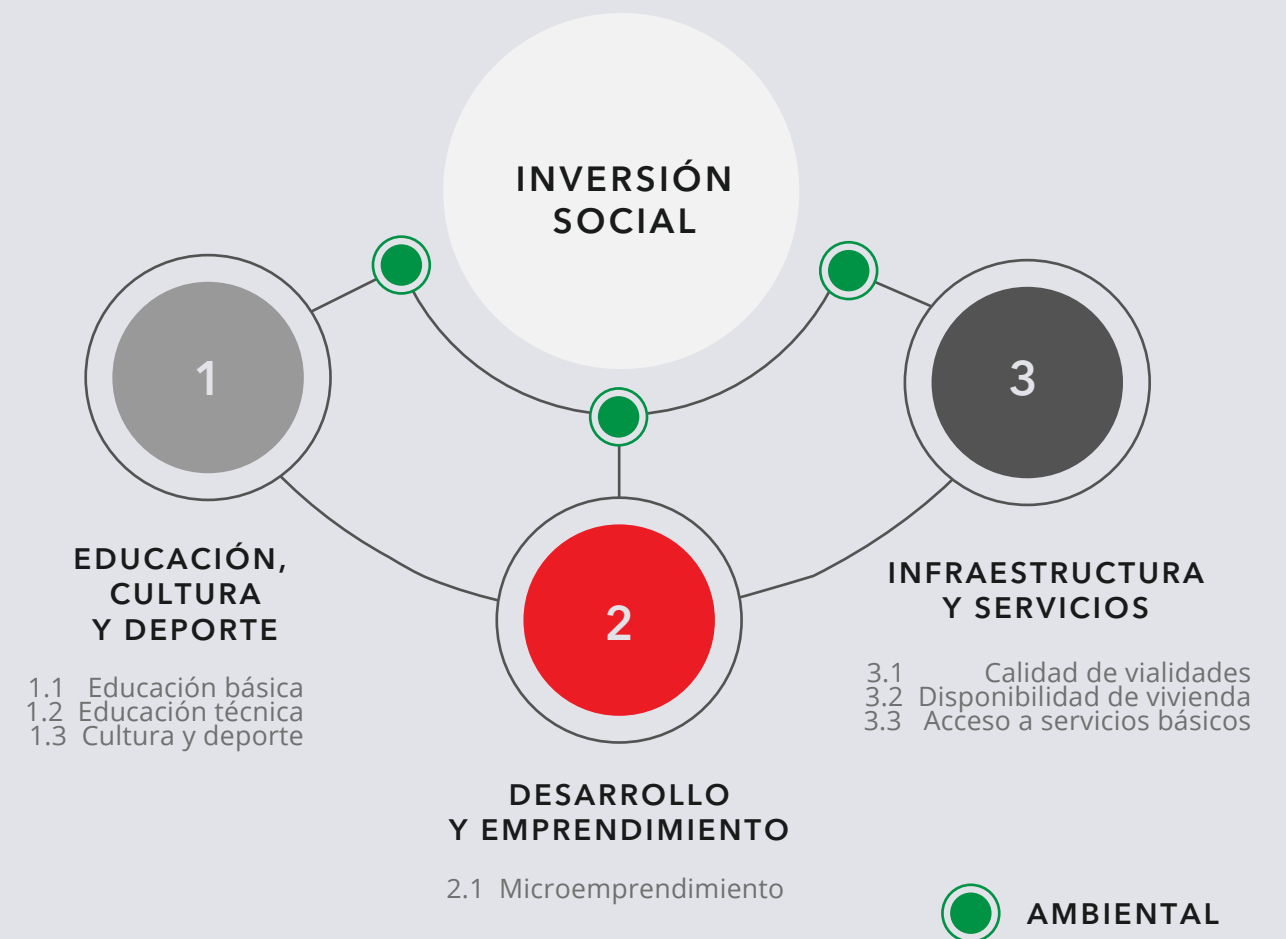 INVERSIÓN
SOCIAL
1
3
2
EDUCACIÓN,
CULTURA
Y DEPORTE
1.1 Educación básica
1.2 Educación técnica
1.3 Cultura y deporte
INFRAESTRUCTURA
Y SERVICIOS
3.1 Calidad de vialidades
3.2 Disponibilidad de vivienda
3.3 Acceso a servicios básicos
DESARROLLO
Y EMPRENDIMIENTO
2.1 Microemprendimiento
AMBIENTAL